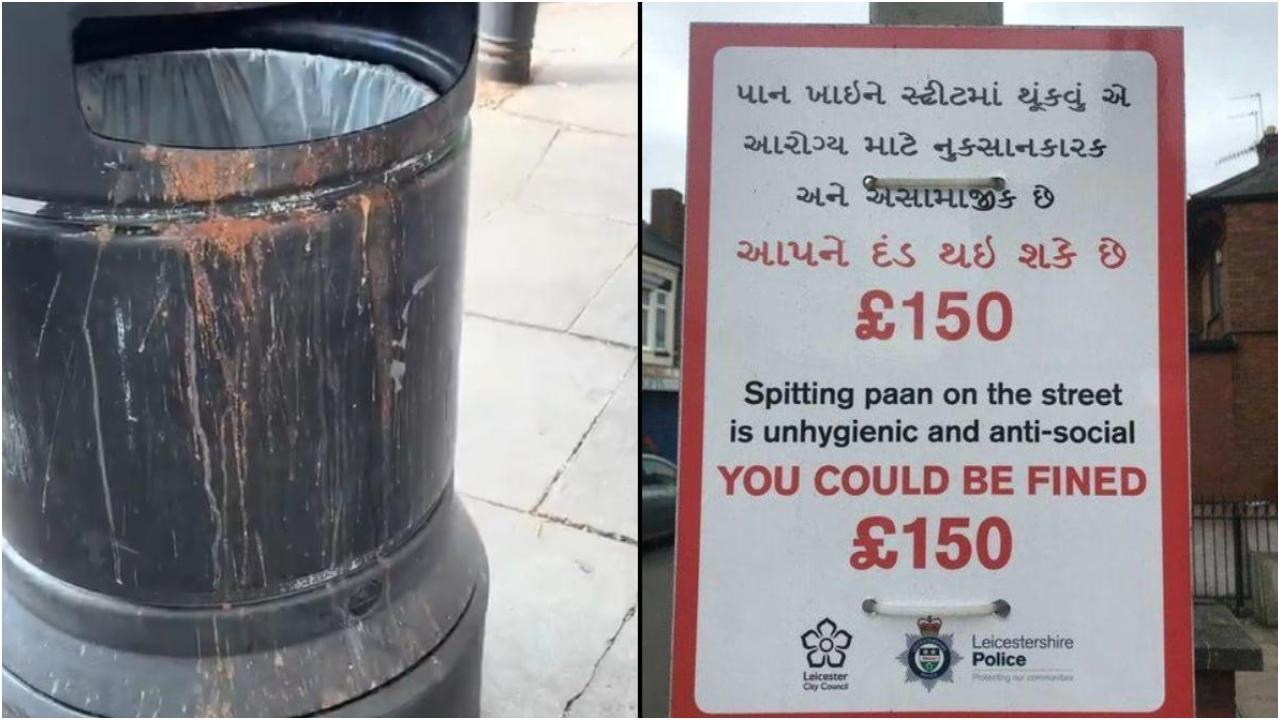 પાન ખાઇને સ્ટ્રીટમાં થૂંકવું એ
આરોગ્ય માટે નુકસાનકારક
અને અસામાજીક છે
આપને દંડ થઇ શકે છે
£150
Spitting paan on the street
is unhygienic and anti-social
YOU COULD BE FINED
£150
Leicester
City Council
Leicestershire
Police
Protecting our communities